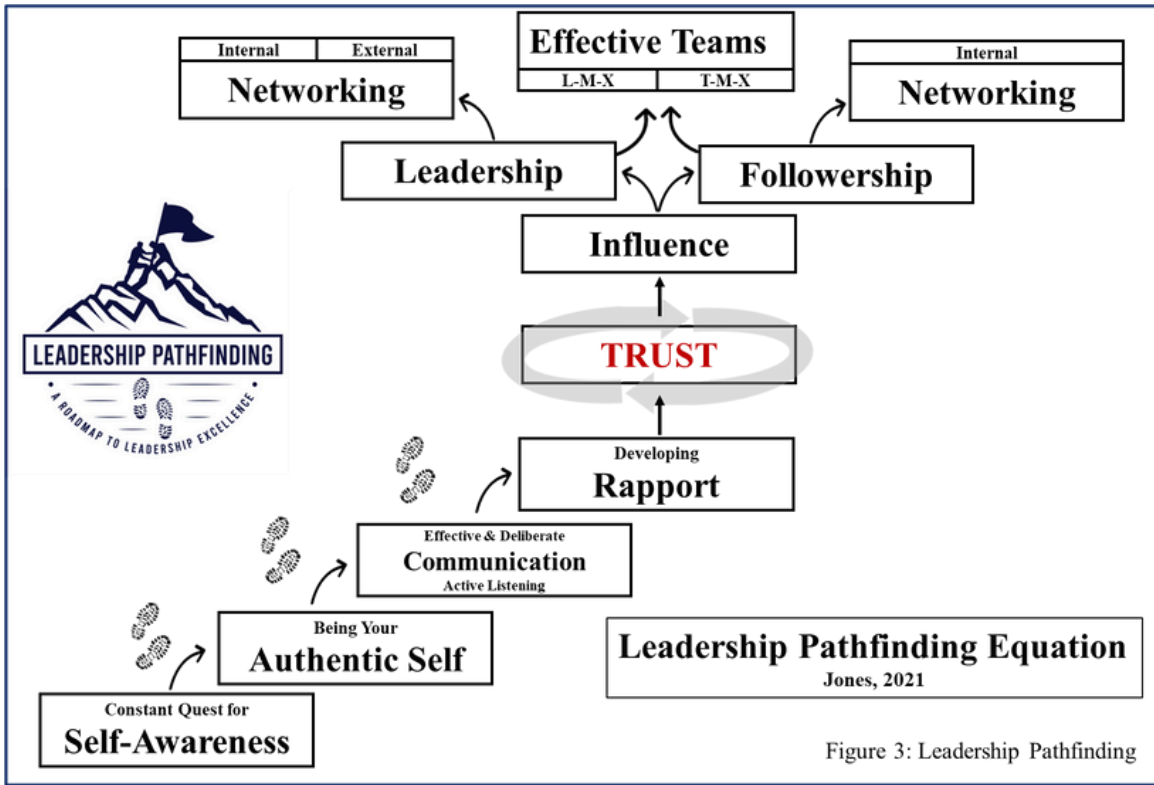 Effective Teams
L-M-X T-M-X
Internal External
Networking
Internal
Networking
Leadership
Followership
Influence
TRUST
Developing
Rapport
Effective & Deliberate
Communication
Active Listening
Being Your
Authentic Self
Constant Quest for
Self-Awareness
LEADERSHIP PATHFINDING
• A ROADMAP TO LEADERSHIP EXCELLENCE •
Leadership Pathfinding Equation
Jones, 2021
Figure 3: Leadership Pathfinding